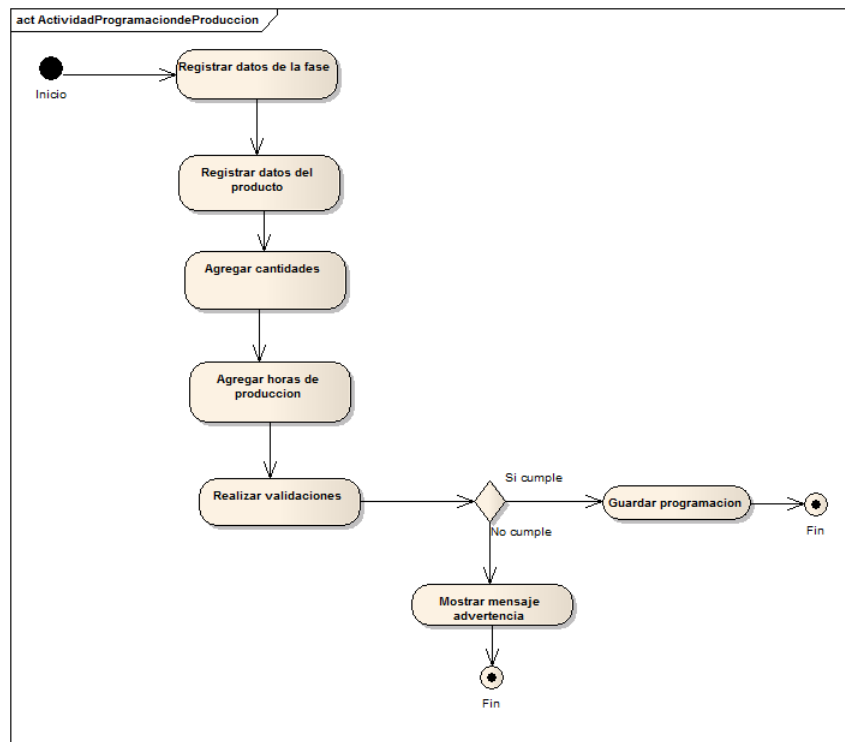 act ActividadProgramaciondeProduccion
Inicio
Registrar datos de la fase
Registrar datos del
producto
Agregar cantidades
Agregar horas de
produccion
Realizar validaciones
Si cumple
Guardar programacion
Fin
No cumple
Mostrar mensaje
advertencia
Fin